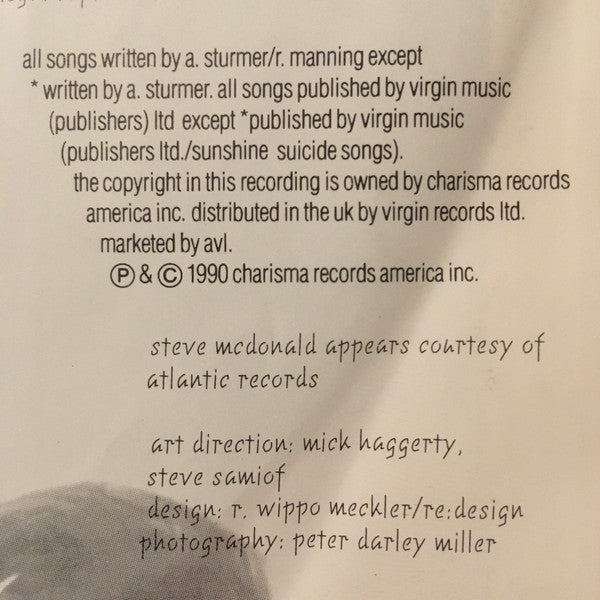 all songs written by a. sturmer/r. manning except
* written by a. sturmer. all songs published by virgin music
(publishers) ltd except *published by virgin music
(publishers ltd./sunshine suicide songs).
the copyright in this recording is owned by charisma records
america inc. distributed in the uk by virgin records ltd.
marketed by avl.
Ⓟ & © 1990 charisma records america inc.
steve mcdonald appears courtesy of
atlantic records
art direction: mick haggerty,
steve samiof
design: r. wippo meckler/re:design
photography: peter darley miller